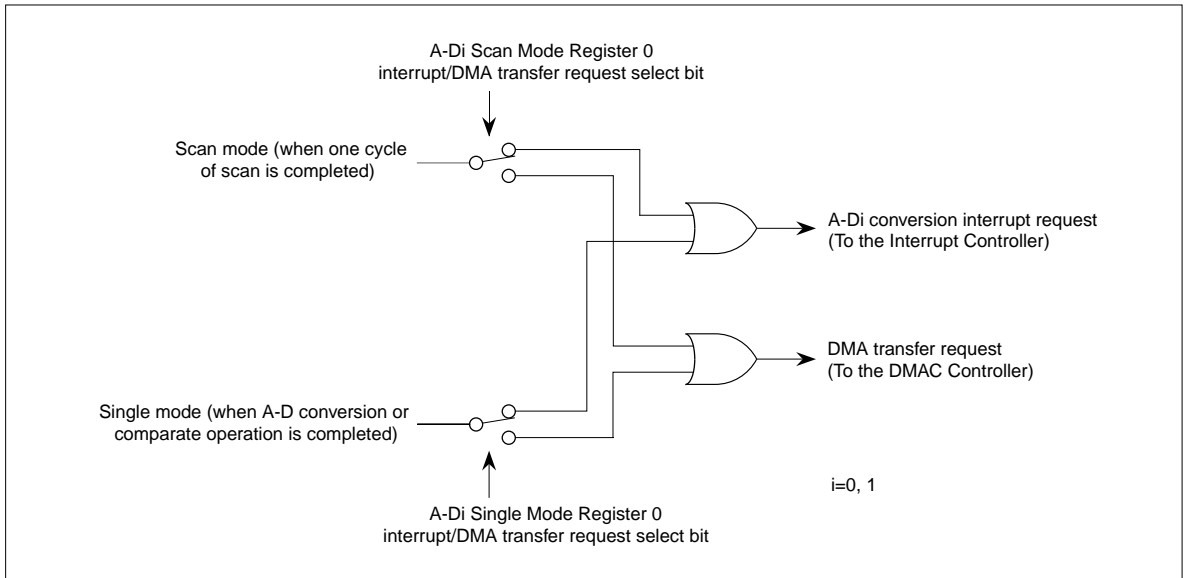 A-Di Scan Mode Register 0
interrupt/DMA transfer request select bit
Scan mode (when one cycle
of scan is completed)
A-Di conversion interrupt request
(To the Interrupt Controller)
DMA transfer request
(To the DMAC Controller)
Single mode (when A-D conversion or
comparate operation is completed)
i=0, 1
A-Di Single Mode Register 0
interrupt/DMA transfer request select bit